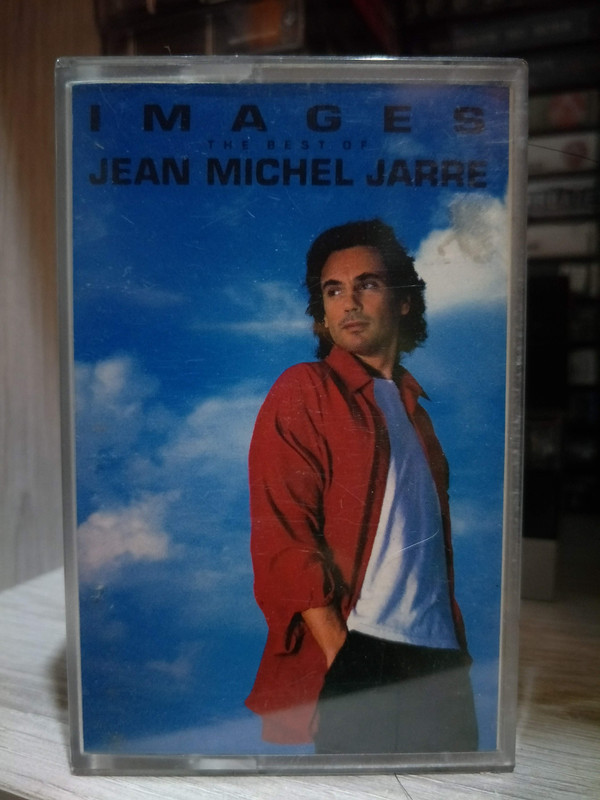 IMAGES
THE BEST OF
JEAN MICHEL JARRE